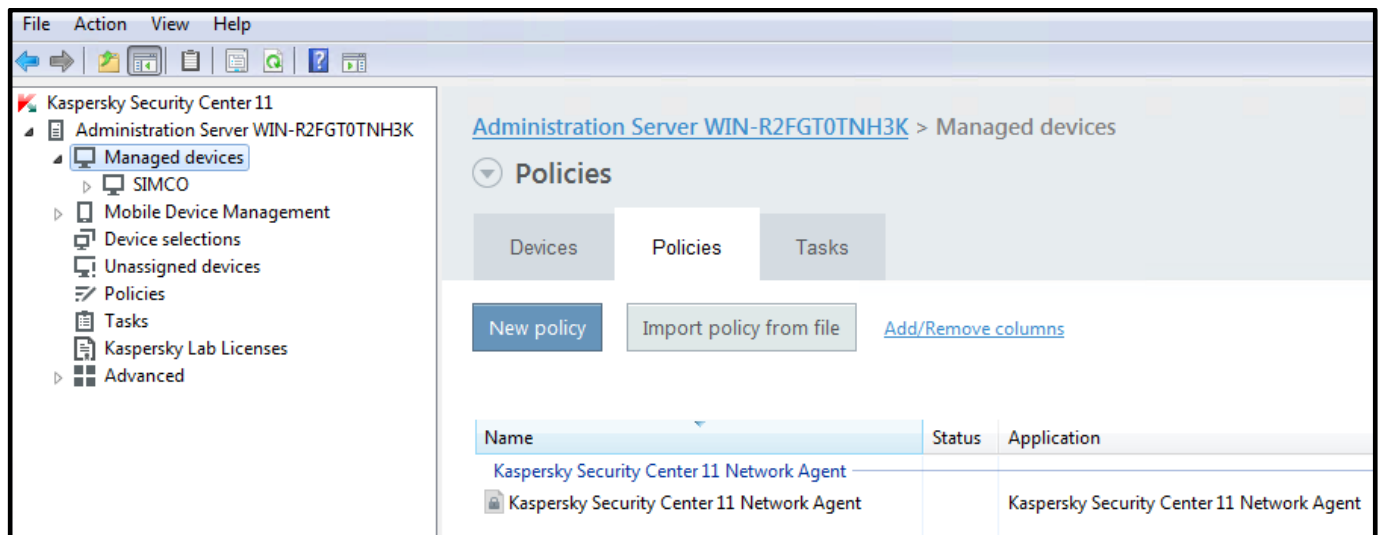 File Action View Help
Kaspersky Security Center 11
Administration Server WIN-R2FGT0TNH3K
Managed devices
SIMCO
Mobile Device Management
Device selections
Unassigned devices
Policies
Tasks
Kaspersky Lab Licenses
Advanced
Administration Server WIN-R2FGT0TNH3K > Managed devices
Policies
Devices Policies Tasks
New policy Import policy from file Add/Remove columns
Name Status Application
Kaspersky Security Center 11 Network Agent
Kaspersky Security Center 11 Network Agent Kaspersky Security Center 11 Network Agent